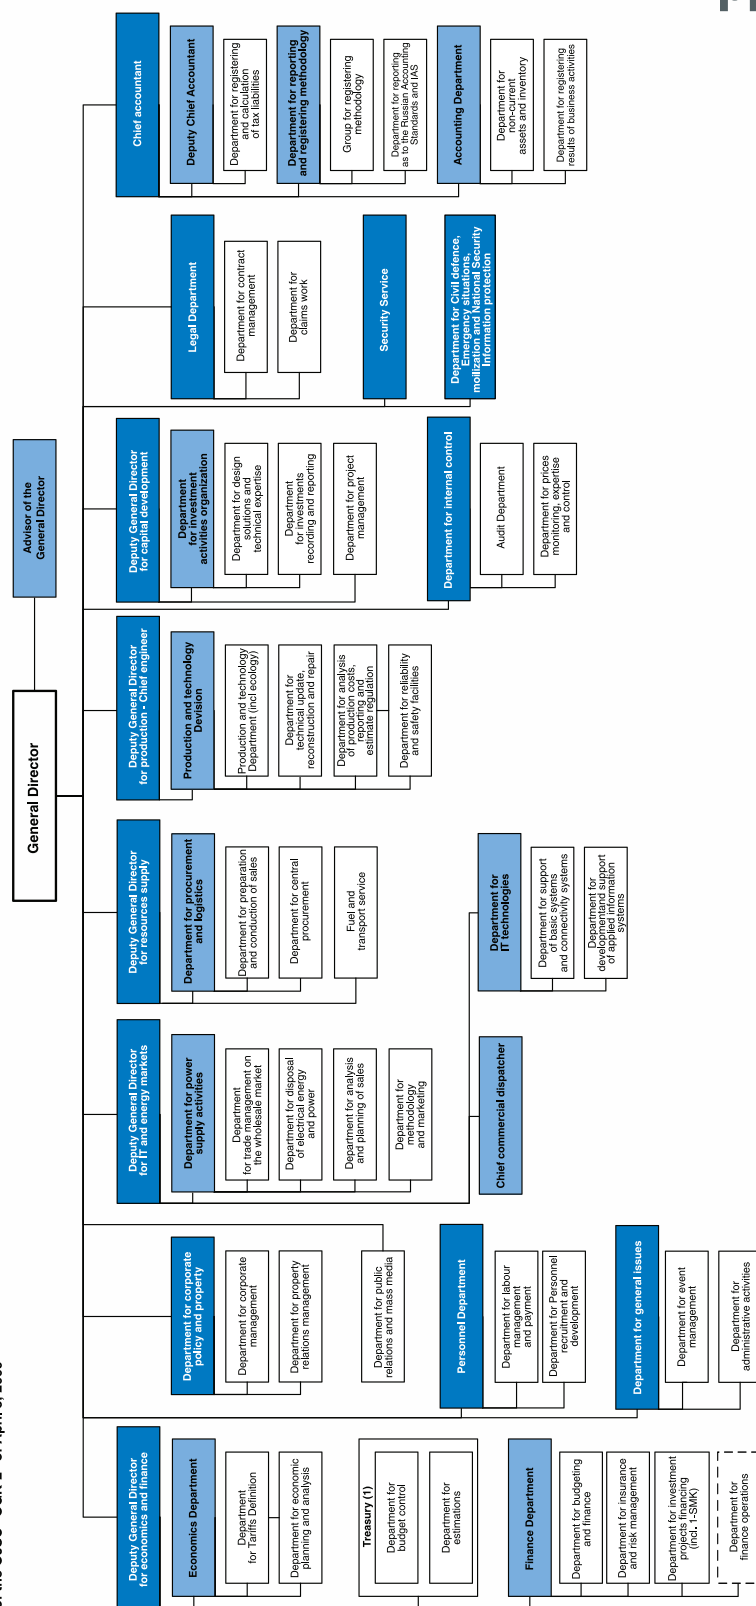 Advisor of the
General Director
General Director
Deputy General Director
for economics and finance
Economics Department
Department
for Tariffs Definition
Department for economic
planning and analysis
Treasury (1)
Department for
budget control
Department for
estimations
Finance Department
Department for budgeting
and finance
Department for insurance
and risk management
Department for investment
projects financing
(incl. 1-SMK)
Department for
finance operations
Department for corporate
policy and property
Department for corporate
management
Department for property
relations management
Department for public
relations and mass media
Personnel Department
Department for labour
management
and payment
Department for Personnel
recruitment and
development
Department for general issues
Department for event
management
Department for
administrative activities
Deputy General Director
for IT and energy markets
Department for power
supply activities
Department
for trade management on
the wholesale market
Department for disposal
of electrical energy
and power
Department for analysis
and planning of sales
Department for
methodology
and marketing
Chief commercial dispatcher
Department for
IT technologies
Department for support
of basic systems
and connectivity systems
Department for
developmentand support
of applied information
systems
Deputy General Director
for resources supply
Department for procurement
and logistics
Department for preparation
and conduction of sales
Department for central
procurement
Fuel and
transport service
Deputy General Director
for production - Chief engineer
Production and technology
Devision
Production and technology
Department (incl ecology)
Department for
technical update,
reconstruction and repair
Department for analysis
of production costs,
reporting and
estimate regulation
Department for reliability
and safety facilities
Deputy General Director
for capital development
Department
for investment
activities organization
Department for design
solutions and
technical expertise
Department
for investments
recording and reporting
Department for project
management
Department for internal control
Audit Department
Department for prices
monitoring, expertise
and control
Legal Department
Department for contract
management
Department for
claims work
Security Service
Department for Civil defence,
Emergency situations,
moilization and National Security
Information protection
Chief accountant
Deputy Chief Accountant
Department for registering
and calculation
of tax liabilities
Department for reporting
and registering methodology
Group for registering
methodology
Department for reporting
as to the Russian Accounting
Standards and IAS
Accounting Department
Department for
non-current
assets and inventory
Department for registering
results of business activities